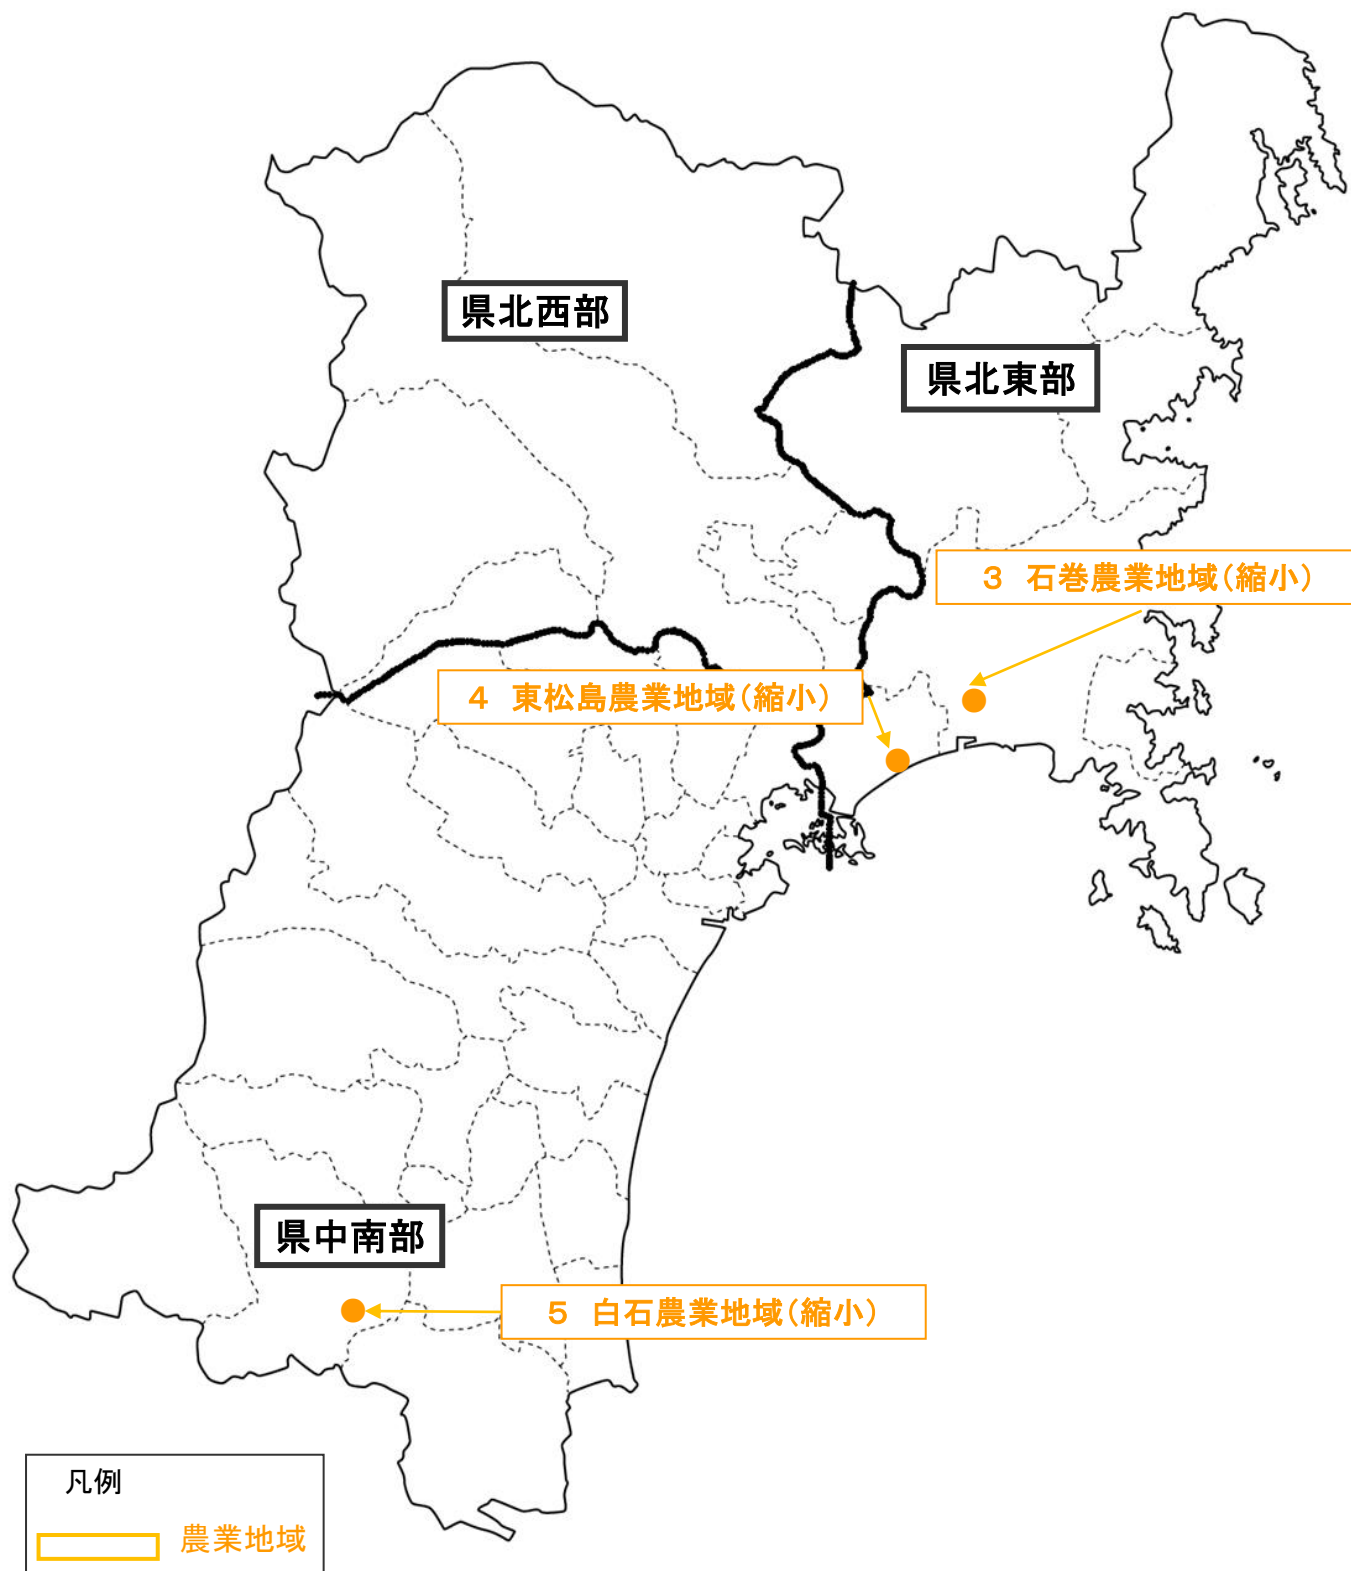 県北西部
県北東部
３　石巻農業地域（縮小）
４　東松島農業地域（縮小）
県中南部
５　白石農業地域（縮小）
凡例
農業地域